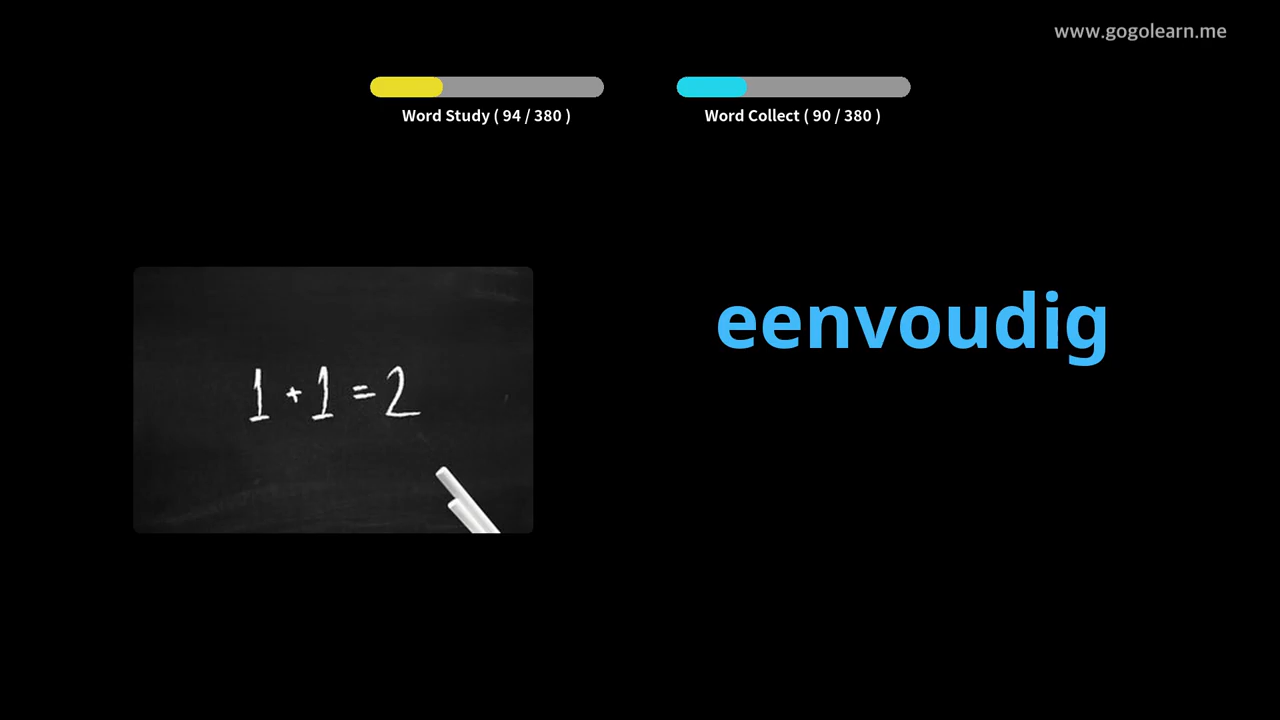 www.gogolearn.me
Word Study ( 94 / 380 )
Word Collect ( 90 / 380 )
eenvoudig
1 + 1 = 2